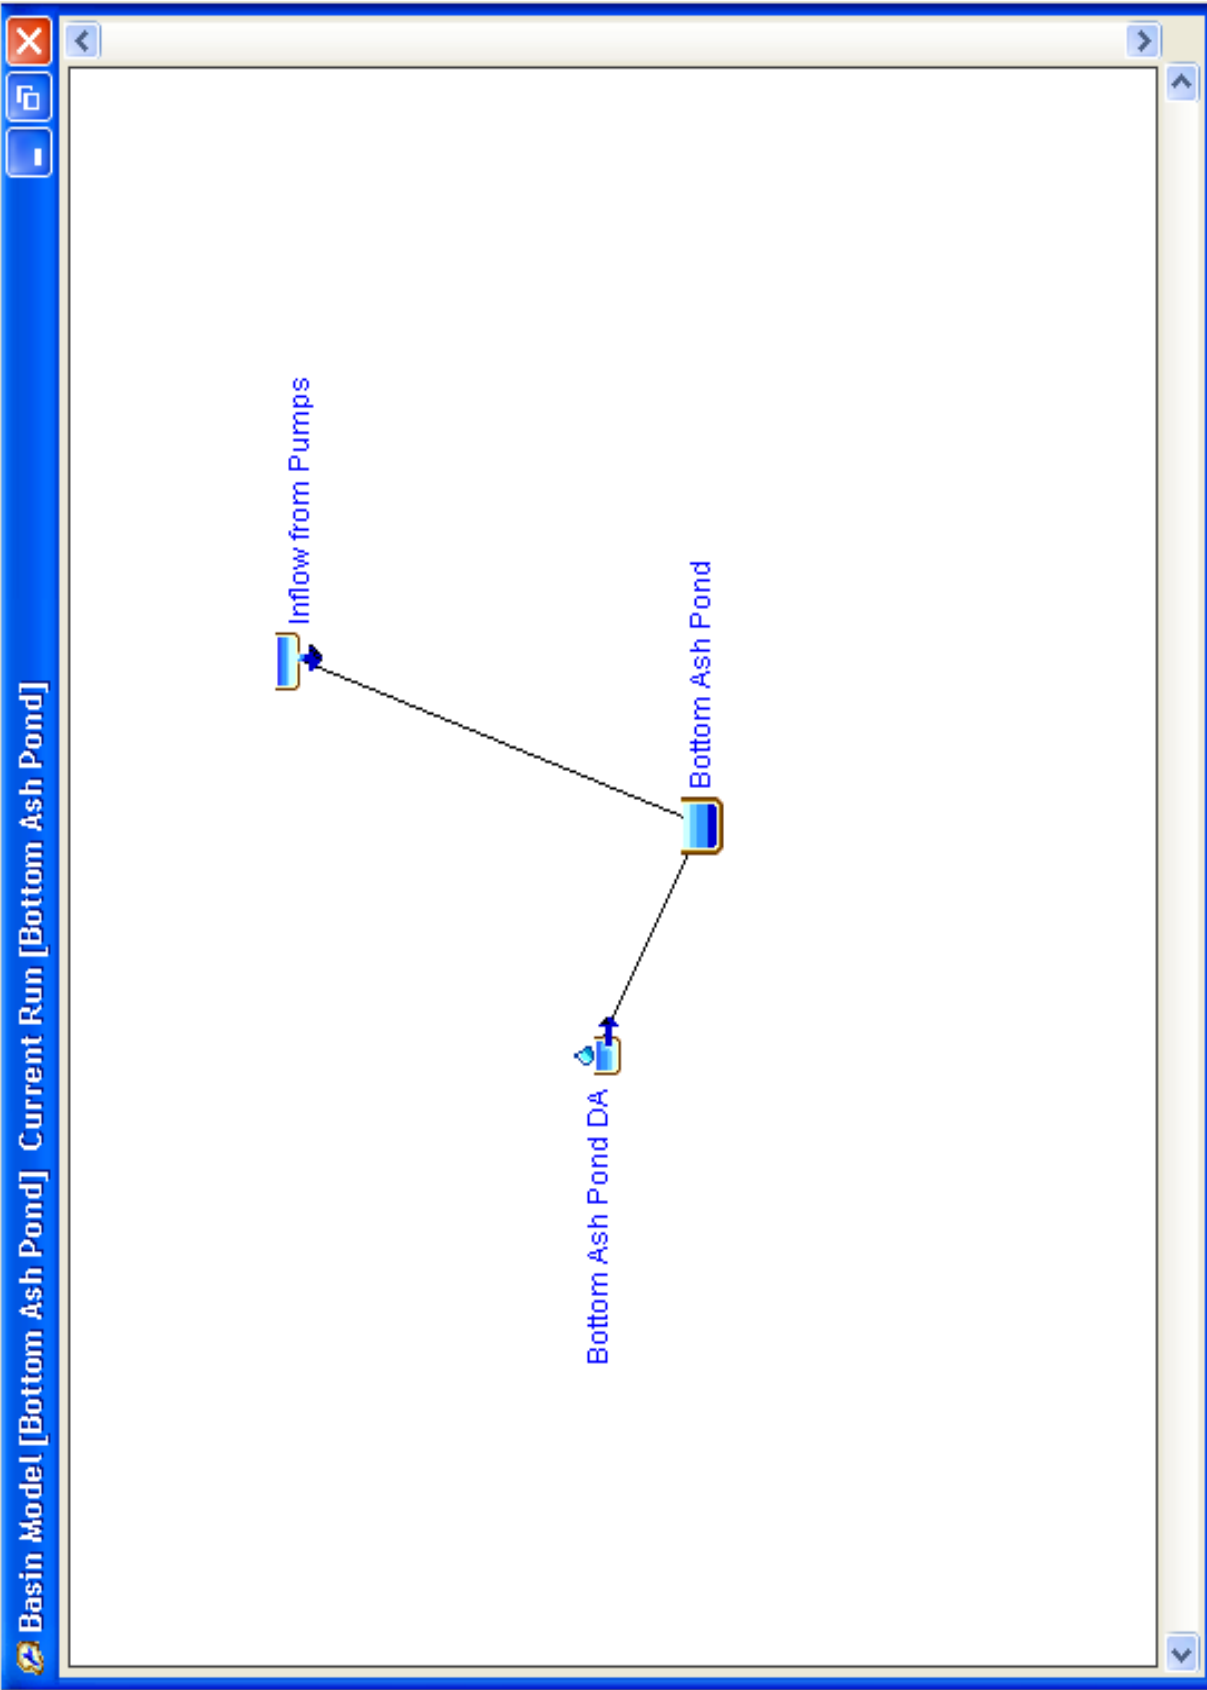 Basin Model [Bottom Ash Pond] Current Run [Bottom Ash Pond]
Inflow from Pumps
Bottom Ash Pond DA
Bottom Ash Pond